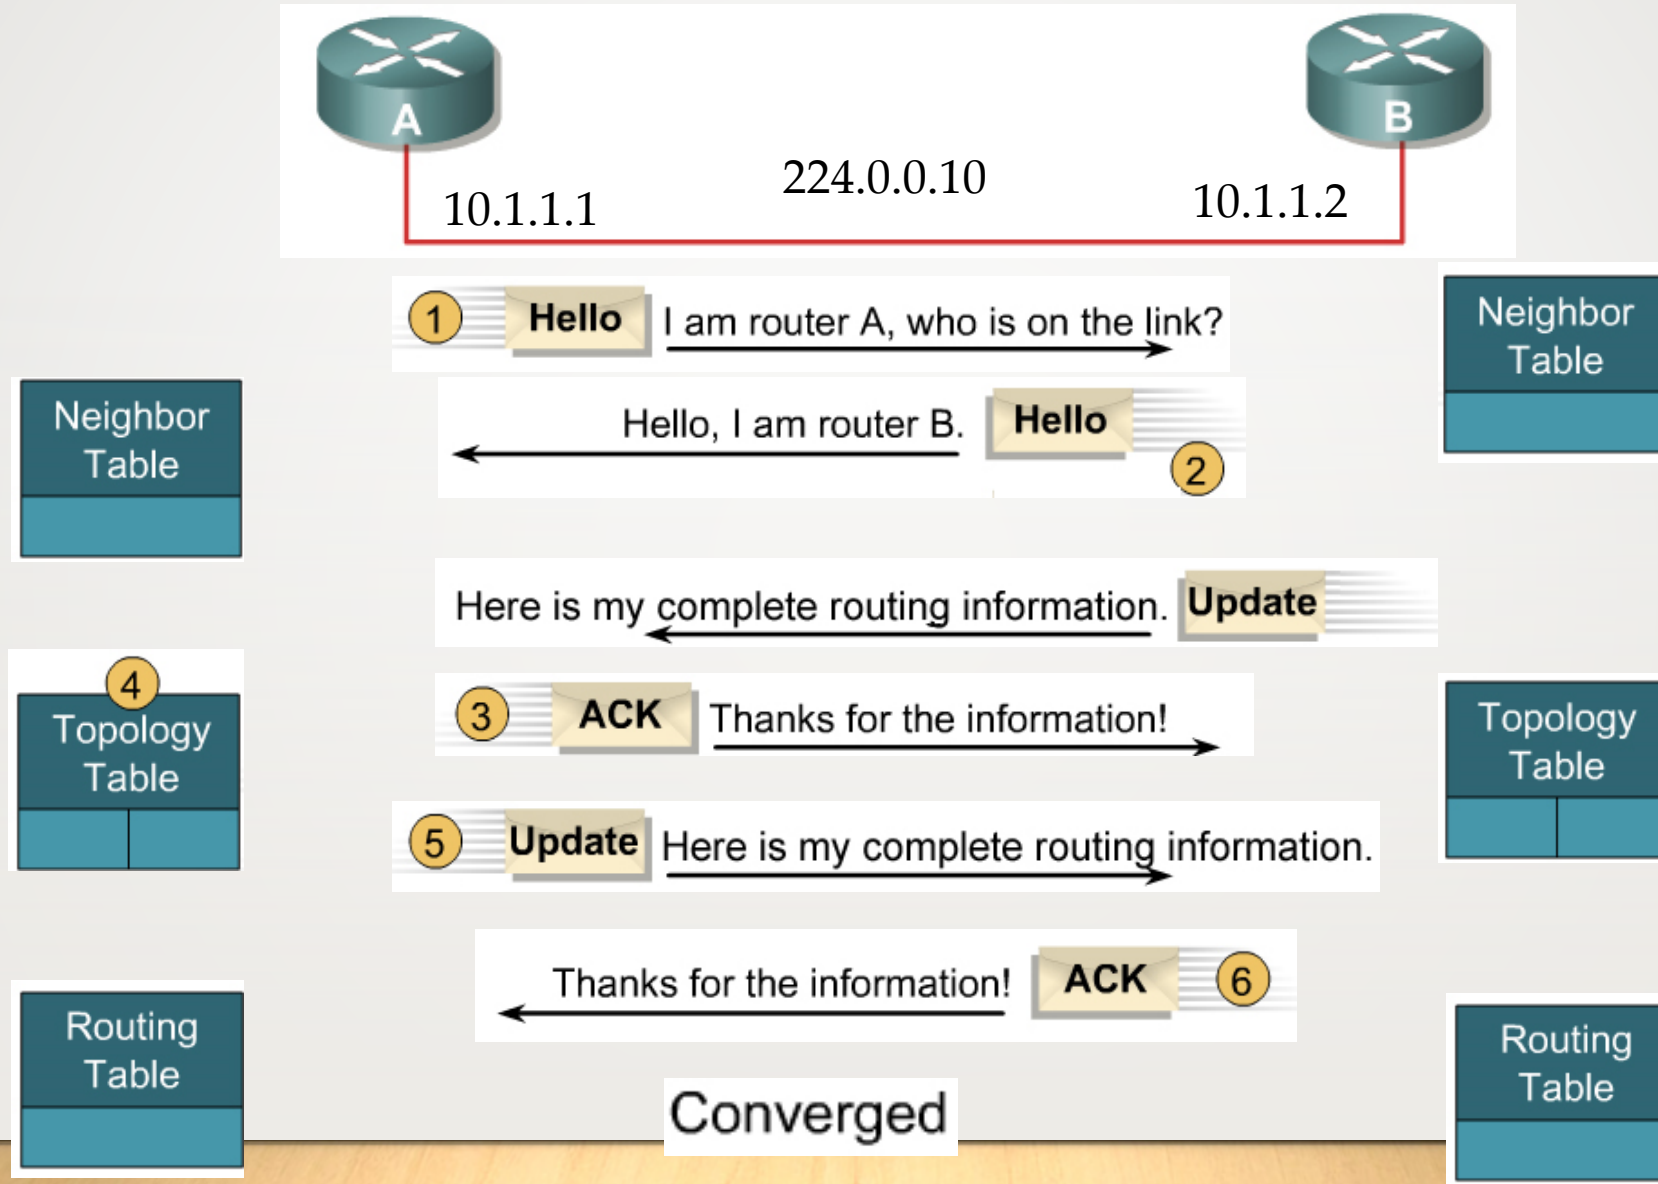 A
B
224.0.0.10
10.1.1.1
10.1.1.2
1
Hello
I am router A, who is on the link?
Neighbor
Table
Neighbor
Table
Hello, I am router B.
Hello
2
Here is my complete routing information.
Update
4
Topology
Table
3
ACK
Thanks for the information!
Topology
Table
5
Update
Here is my complete routing information.
Thanks for the information!
ACK
6
Routing
Table
Routing
Table
Converged